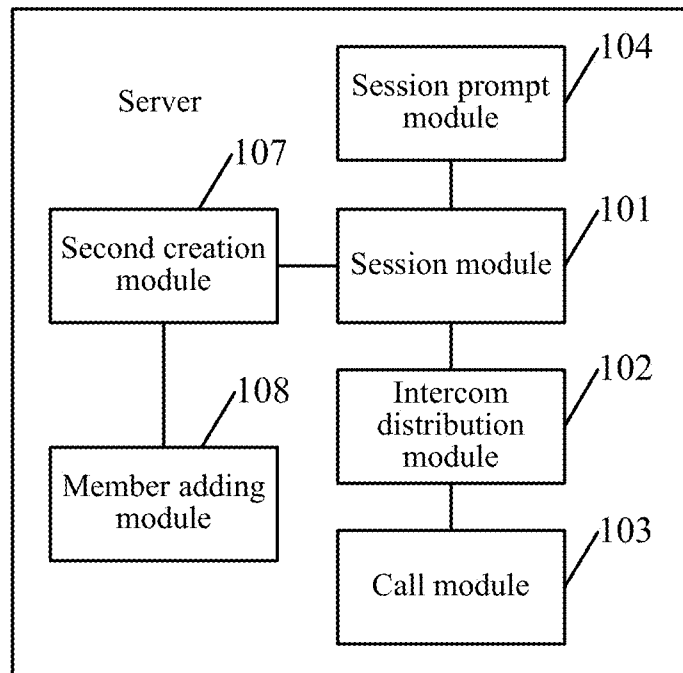 Server
104
Session prompt
module
107
Second creation
module
101
Session module
108
Member adding
module
102
Intercom
distribution
module
103
Call module